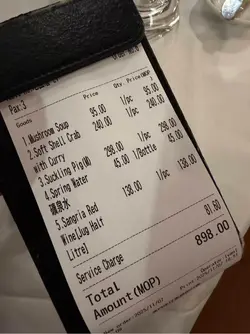 Pax:3
Goods Price Qty. Price(MOP)
1.Mushroom Soup 95.00 1/pc 95.00
2.Soft Shell Crab 240.00 1/pc 240.00
with Curry
3.Suckling Pig(W) 298.00 1/pc 298.00
4.Spring Water 45.00 1/Bottle 45.00
礦泉水
5.Sangria Red 138.00 1/pc 138.00
Wine[Jug Half
Litre]
Service Charge 81.60
Total 898.00
Amount(MOP)